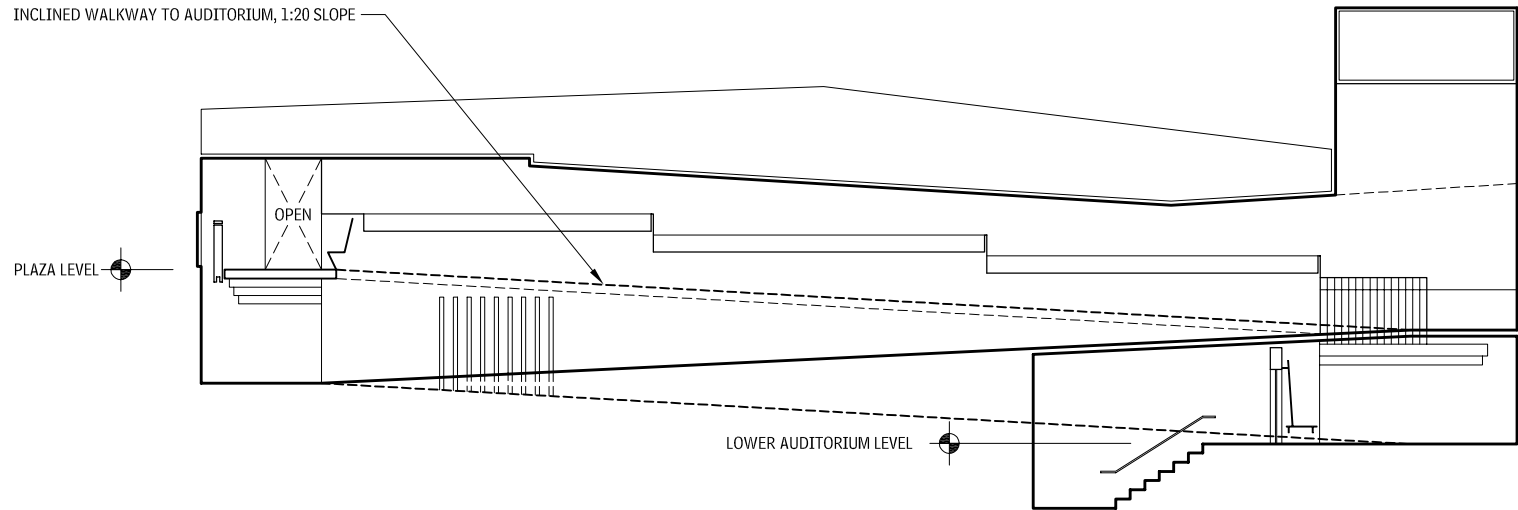 INCLINED WALKWAY TO AUDITORIUM, 1:20 SLOPE
OPEN
PLAZA LEVEL
LOWER AUDITORIUM LEVEL